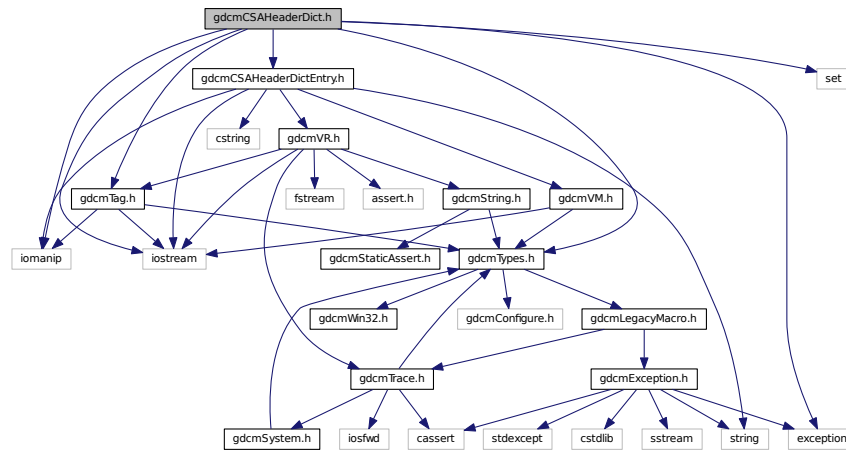 gdcmCSAHeaderDict.h
gdcmCSAHeaderDictEntry.h
set
cstring
gdcmVR.h
gdcmTag.h
fstream
assert.h
gdcmString.h
gdcmVM.h
iomanip
iostream
gdcmStaticAssert.h
gdcmTypes.h
gdcmWin32.h
gdcmConfigure.h
gdcmLegacyMacro.h
gdcmTrace.h
gdcmException.h
gdcmSystem.h
iosfwd
cassert
stdexcept
cstdlib
sstream
string
exception